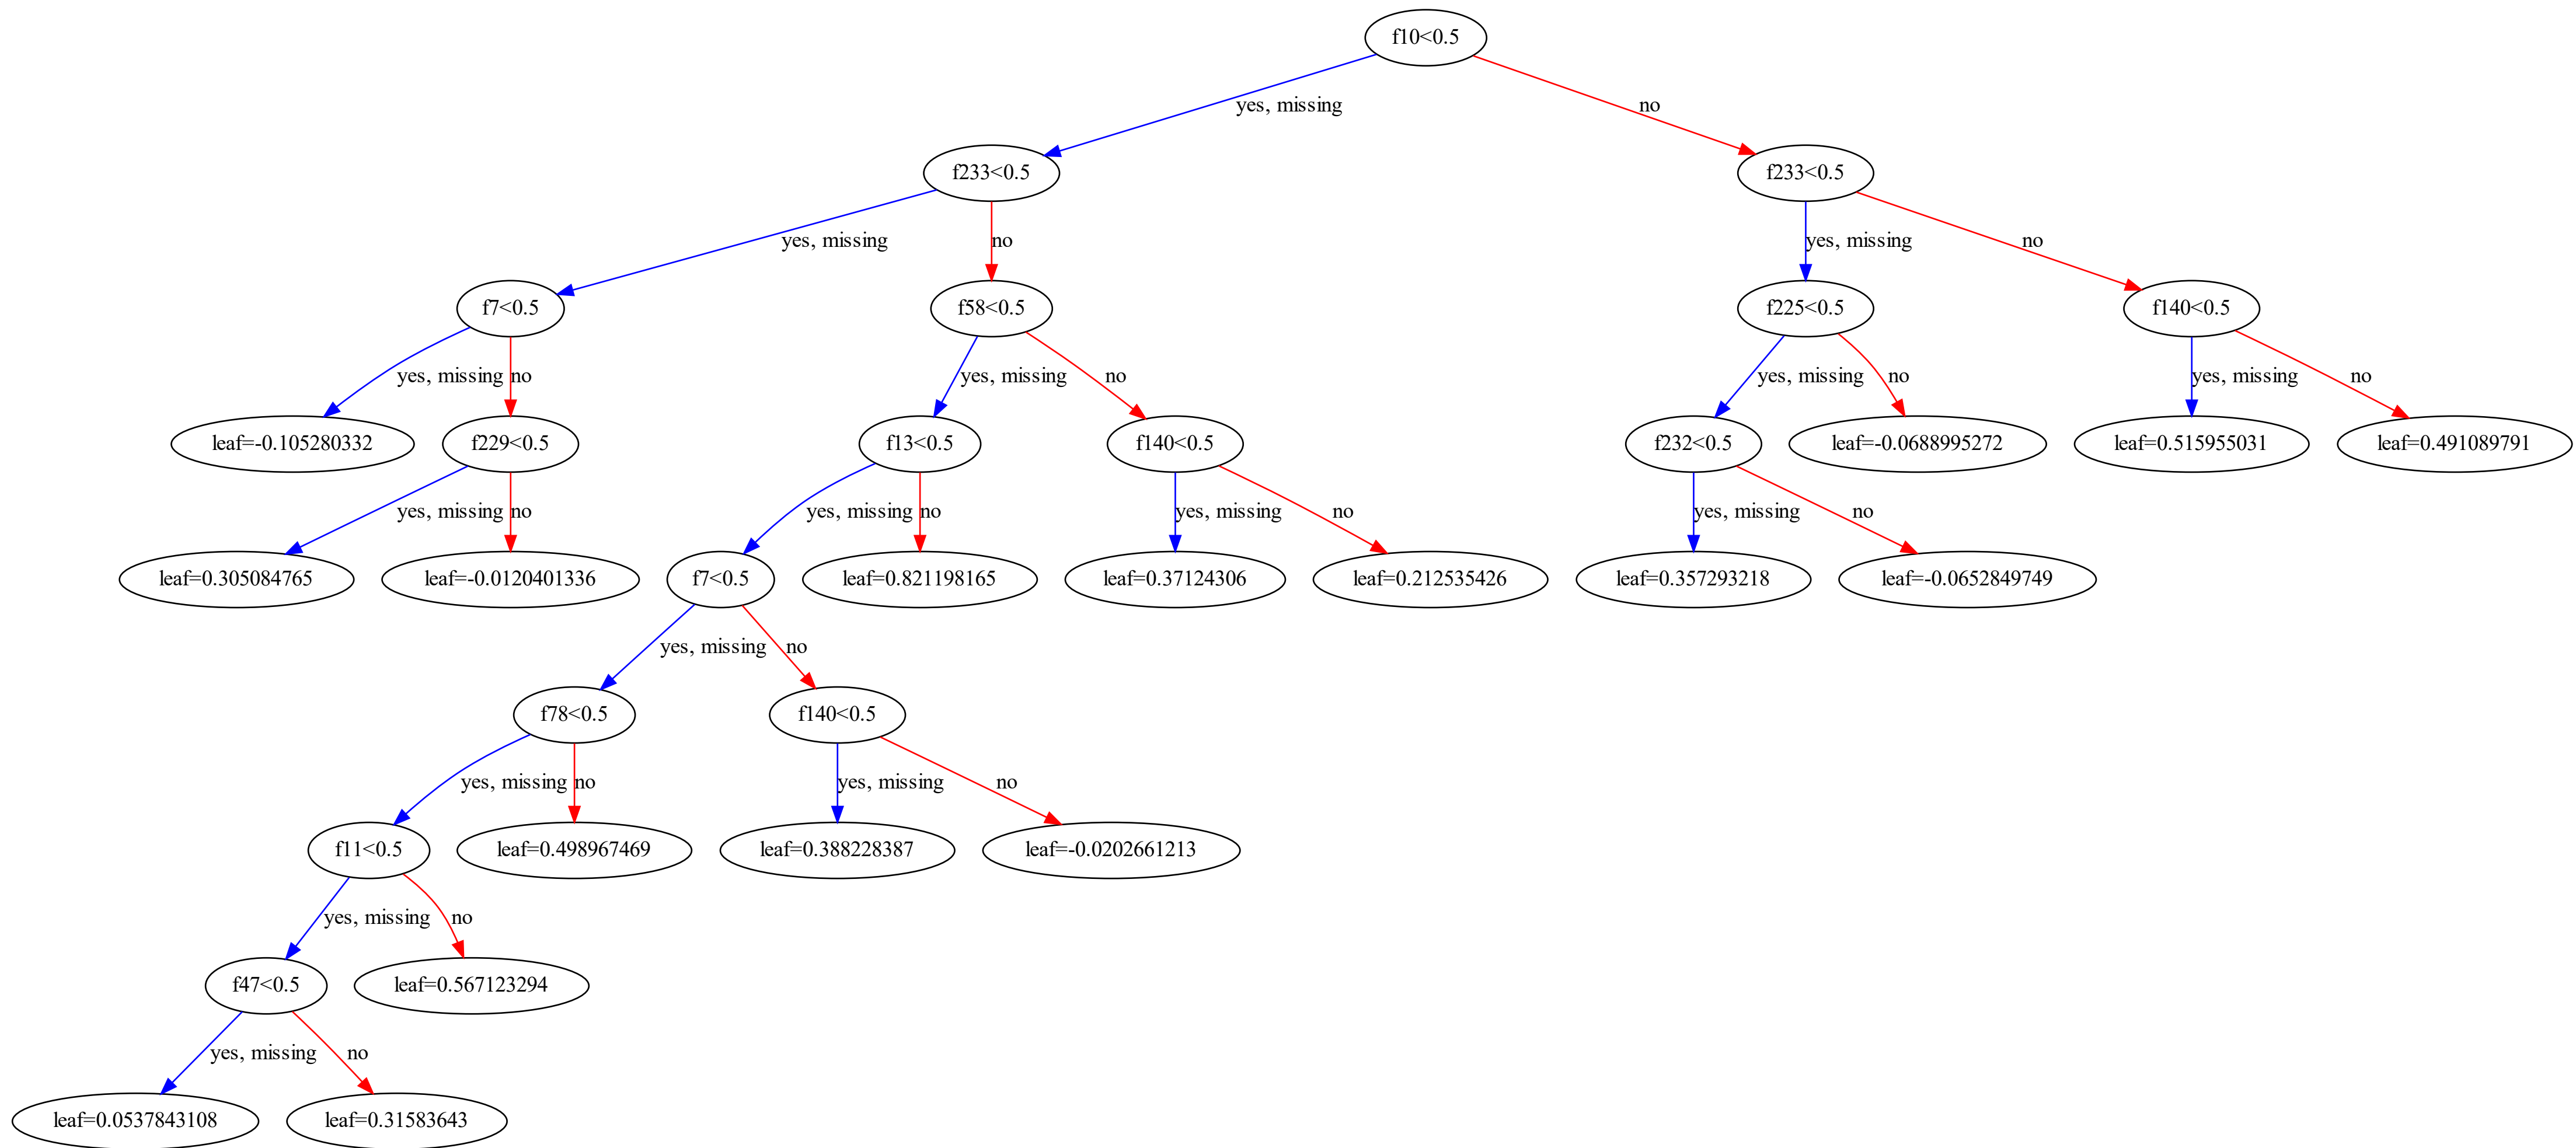 f10<0.5
yes, missing
no
f233<0.5
f233<0.5
yes, missing
no
yes, missing
no
f7<0.5
f58<0.5
f225<0.5
f140<0.5
yes, missing
no
yes, missing
no
yes, missing
no
yes, missing
no
leaf=-0.105280332
f229<0.5
f13<0.5
f140<0.5
f232<0.5
leaf=-0.0688995272
leaf=0.515955031
leaf=0.491089791
yes, missing
no
yes, missing
no
yes, missing
no
yes, missing
no
leaf=0.305084765
leaf=-0.0120401336
f7<0.5
leaf=0.821198165
leaf=0.37124306
leaf=0.212535426
leaf=0.357293218
leaf=-0.0652849749
yes, missing
no
f78<0.5
f140<0.5
yes, missing
no
yes, missing
no
f11<0.5
leaf=0.498967469
leaf=0.388228387
leaf=-0.0202661213
yes, missing
no
f47<0.5
leaf=0.567123294
yes, missing
no
leaf=0.0537843108
leaf=0.31583643